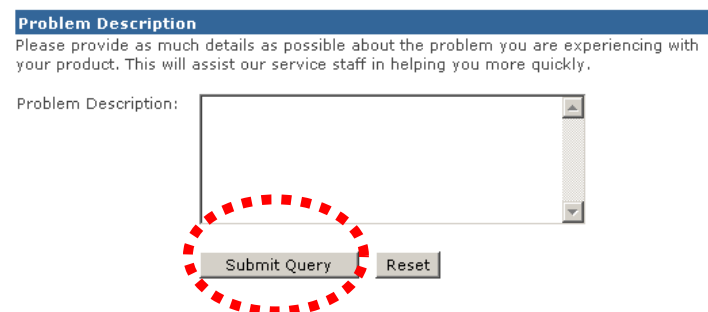 Problem Description
Please provide as much details as possible about the problem you are experiencing with
your product. This will assist our service staff in helping you more quickly.
Problem Description:
Submit Query Reset